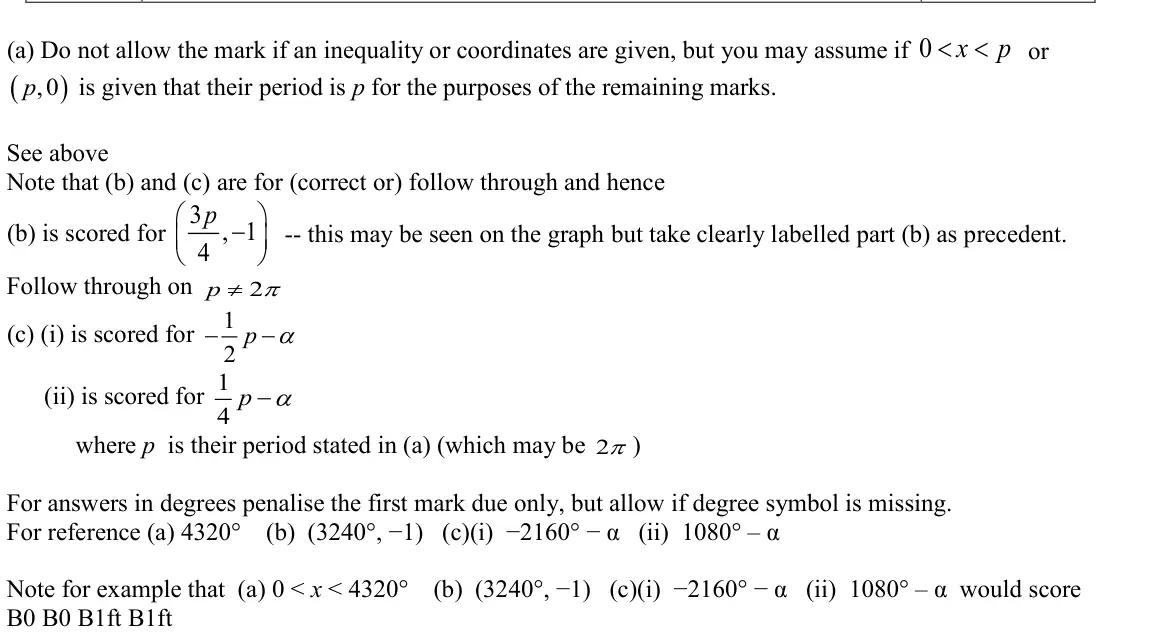 (a) Do not allow the mark if an inequality or coordinates are given, but you may assume if 0 < x < p or
(p,0) is given that their period is p for the purposes of the remaining marks.
See above
Note that (b) and (c) are for (correct or) follow through and hence
(b) is scored for (3p/4, −1) -- this may be seen on the graph but take clearly labelled part (b) as precedent.
Follow through on p ≠ 2π
(c) (i) is scored for −1/2 p − α
(ii) is scored for 1/4 p − α
where p is their period stated in (a) (which may be 2π )
For answers in degrees penalise the first mark due only, but allow if degree symbol is missing.
For reference (a) 4320° (b) (3240°, −1) (c)(i) −2160° − α (ii) 1080° – α
Note for example that (a) 0 < x < 4320° (b) (3240°, −1) (c)(i) −2160° − α (ii) 1080° – α would score
B0 B0 B1ft B1ft